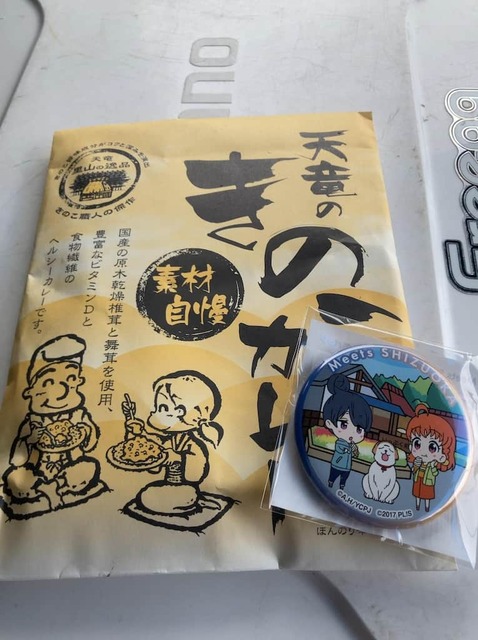 天竜の
きのこカレー
素材
自慢
国産の原木乾燥椎茸と舞茸を使用、
豊富なビタミンDと
食物繊維の
ヘルシーカレーです。
天竜
里山の逸品
きのこ職人の傑作
Meets SHIZUOKA
©A.H/YCPJ ©2017 PL!S